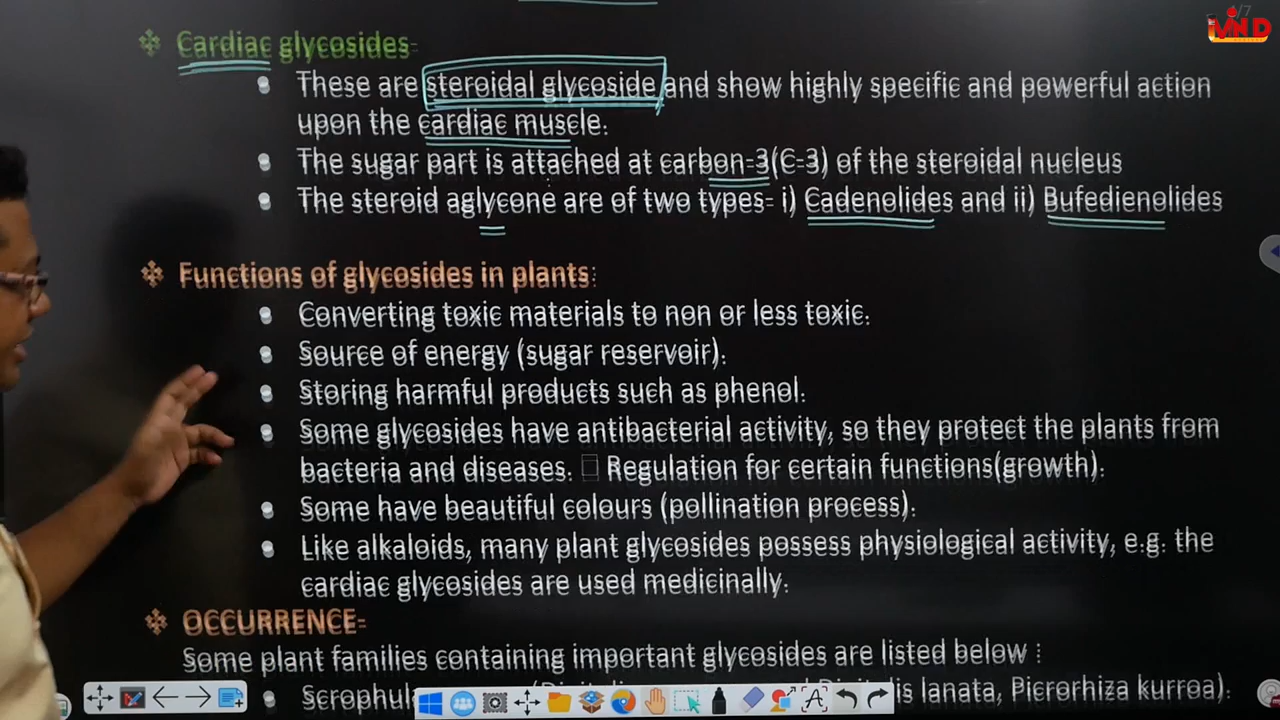 /7
MND
Cardiac glycosides-
These are steroidal glycoside and show highly specific and powerful action
upon the cardiac muscle.
The sugar part is attached at carbon-3(C-3) of the steroidal nucleus
The steroid aglycone are of two types- i) Cadenolides and ii) Bufedienolides
Functions of glycosides in plants:
Converting toxic materials to non or less toxic.
Source of energy (sugar reservoir).
Storing harmful products such as phenol.
Some glycosides have antibacterial activity, so they protect the plants from
bacteria and diseases. □ Regulation for certain functions(growth).
Some have beautiful colours (pollination process).
Like alkaloids, many plant glycosides possess physiological activity, e.g. the
cardiac glycosides are used medicinally.
OCCURRENCE-
Some plant families containing important glycosides are listed below :
lanata, Picrorhiza kurroa).